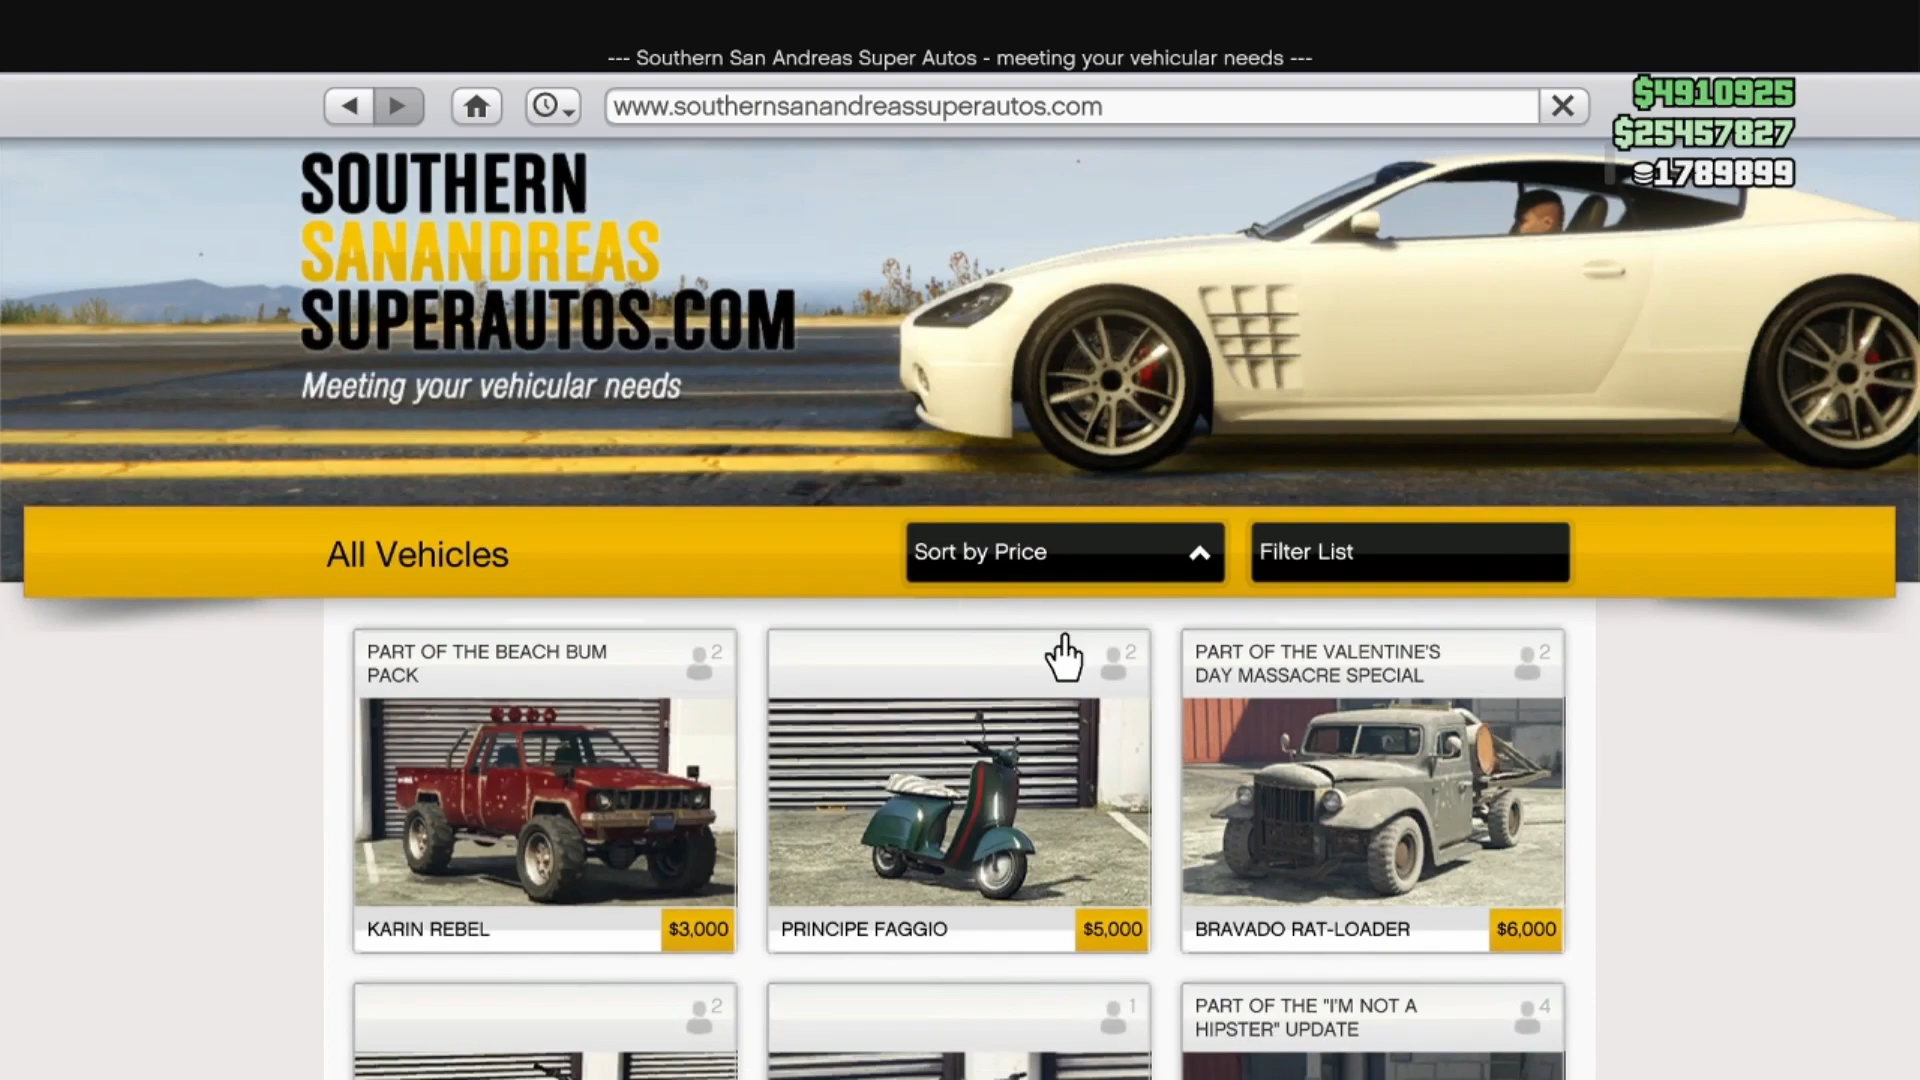 --- Southern San Andreas Super Autos - meeting your vehicular needs ---
www.southernsanandreassuperautos.com
$4910925
$25457827
1789899
SOUTHERN
SANANDREAS
SUPERAUTOS.COM
Meeting your vehicular needs
All Vehicles
Sort by Price
Filter List
PART OF THE BEACH BUM
PACK
2
KARIN REBEL
$3,000
2
PRINCIPE FAGGIO
$5,000
PART OF THE VALENTINE'S
DAY MASSACRE SPECIAL
2
BRAVADO RAT-LOADER
$6,000
2
1
PART OF THE "I'M NOT A
HIPSTER" UPDATE
4